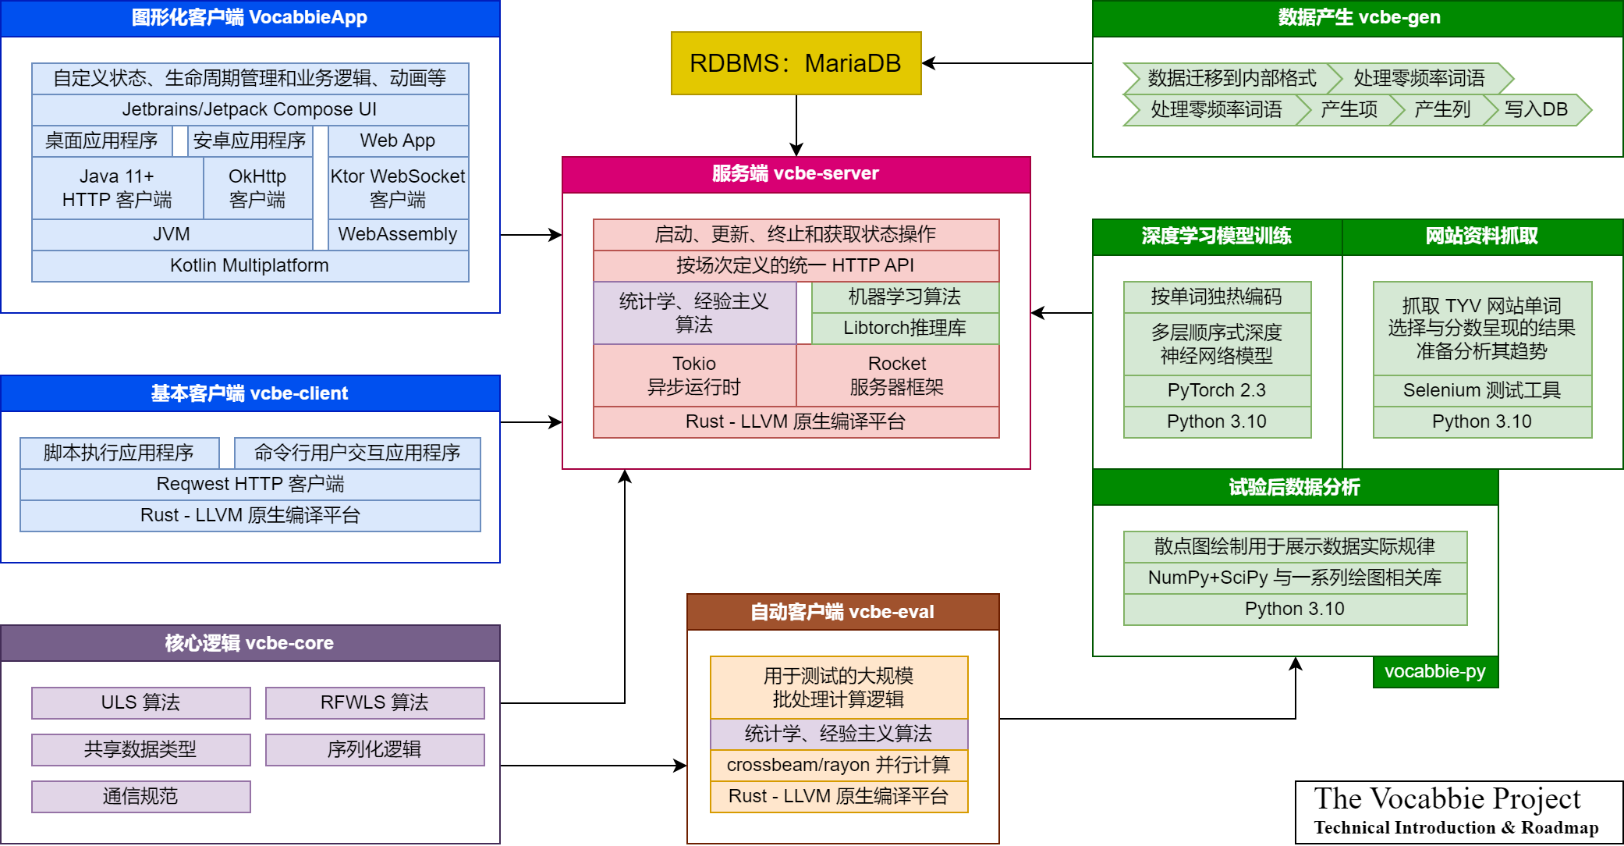 图形化客户端 VocabbieApp
自定义状态、生命周期管理和业务逻辑、动画等
Jetbrains/Jetpack Compose UI
桌面应用程序
安卓应用程序
Web App
Java 11+
HTTP 客户端
OkHttp
客户端
Ktor WebSocket
客户端
JVM
WebAssembly
Kotlin Multiplatform
基本客户端 vcbe-client
脚本执行应用程序
命令行用户交互应用程序
Reqwest HTTP 客户端
Rust - LLVM 原生编译平台
核心逻辑 vcbe-core
ULS 算法
RFWLS 算法
共享数据类型
序列化逻辑
通信规范
RDBMS：MariaDB
服务端 vcbe-server
启动、更新、终止和获取状态操作
按场次定义的统一 HTTP API
统计学、经验主义
算法
机器学习算法
Libtorch推理库
Tokio
异步运行时
Rocket
服务器框架
Rust - LLVM 原生编译平台
自动客户端 vcbe-eval
用于测试的大规模
批处理计算逻辑
统计学、经验主义算法
crossbeam/rayon 并行计算
Rust - LLVM 原生编译平台
数据产生 vcbe-gen
数据迁移到内部格式
处理零频率词语
处理零频率词语
产生项
产生列
写入DB
深度学习模型训练
按单词独热编码
多层顺序式深度
神经网络模型
PyTorch 2.3
Python 3.10
网站资料抓取
抓取 TYV 网站单词
选择与分数呈现的结果
准备分析其趋势
Selenium 测试工具
Python 3.10
试验后数据分析
散点图绘制用于展示数据实际规律
NumPy+SciPy 与一系列绘图相关库
Python 3.10
vocabbie-py
The Vocabbie Project
Technical Introduction & Roadmap